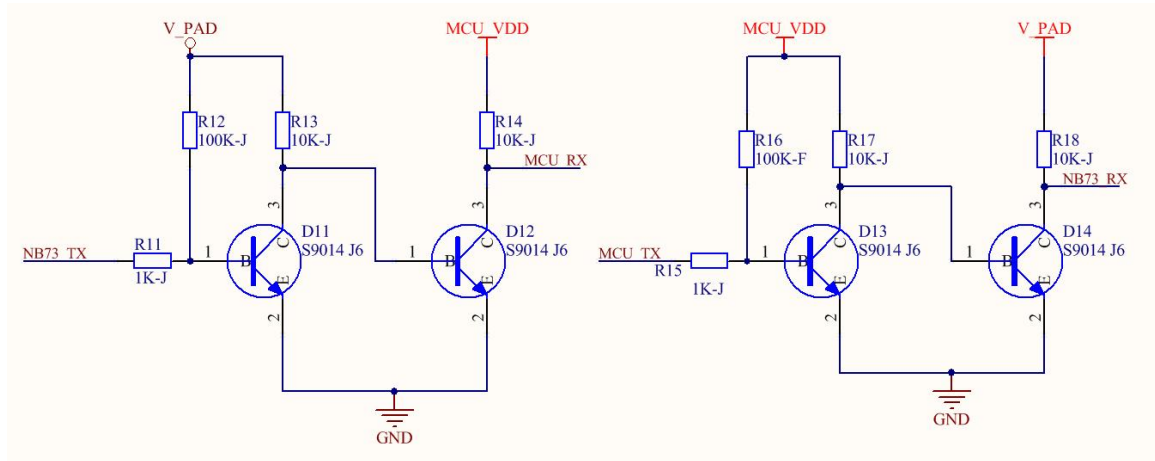 V_PAD
MCU_VDD
MCU_VDD
V_PAD
R12
100K-J
R13
10K-J
R14
10K-J
R16
100K-F
R17
10K-J
R18
10K-J
MCU_RX
NB73_RX
3
3
3
3
D11
S9014 J6
D12
S9014 J6
D13
S9014 J6
D14
S9014 J6
NB73_TX
R11
1K-J
1
B
C
E
1
B
C
E
MCU_TX
R15
1K-J
1
B
C
E
1
B
C
E
2
2
2
2
GND
GND